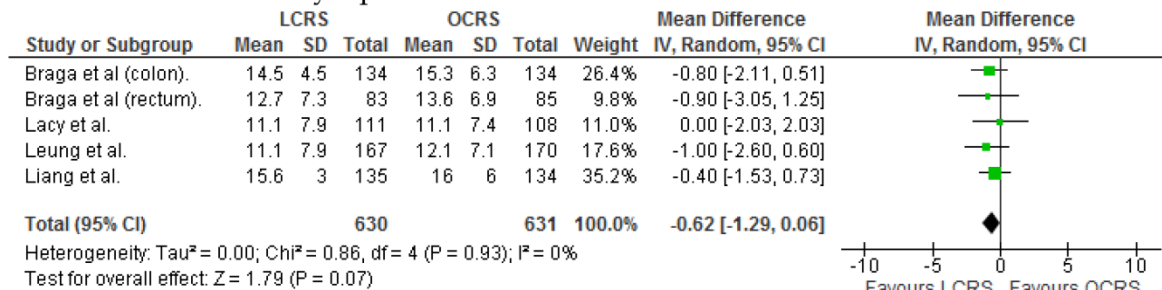 LCRS OCRS Mean Difference Mean Difference
Study or Subgroup Mean SD Total Mean SD Total Weight IV, Random, 95% CI IV, Random, 95% CI
Braga et al (colon). 14.5 4.5 134 15.3 6.3 134 26.4% -0.80 [-2.11, 0.51]
Braga et al (rectum). 12.7 7.3 83 13.6 6.9 85 9.8% -0.90 [-3.05, 1.25]
Lacy et al. 11.1 7.9 111 11.1 7.4 108 11.0% 0.00 [-2.03, 2.03]
Leung et al. 11.1 7.9 167 12.1 7.1 170 17.6% -1.00 [-2.60, 0.60]
Liang et al. 15.6 3 135 16 6 134 35.2% -0.40 [-1.53, 0.73]
Total (95% CI) 630 631 100.0% -0.62 [-1.29, 0.06]
Heterogeneity: Tau² = 0.00; Chi² = 0.86, df = 4 (P = 0.93); I² = 0%
Test for overall effect: Z = 1.79 (P = 0.07)
-10 -5 0 5 10
Favours LCRS Favours OCRS